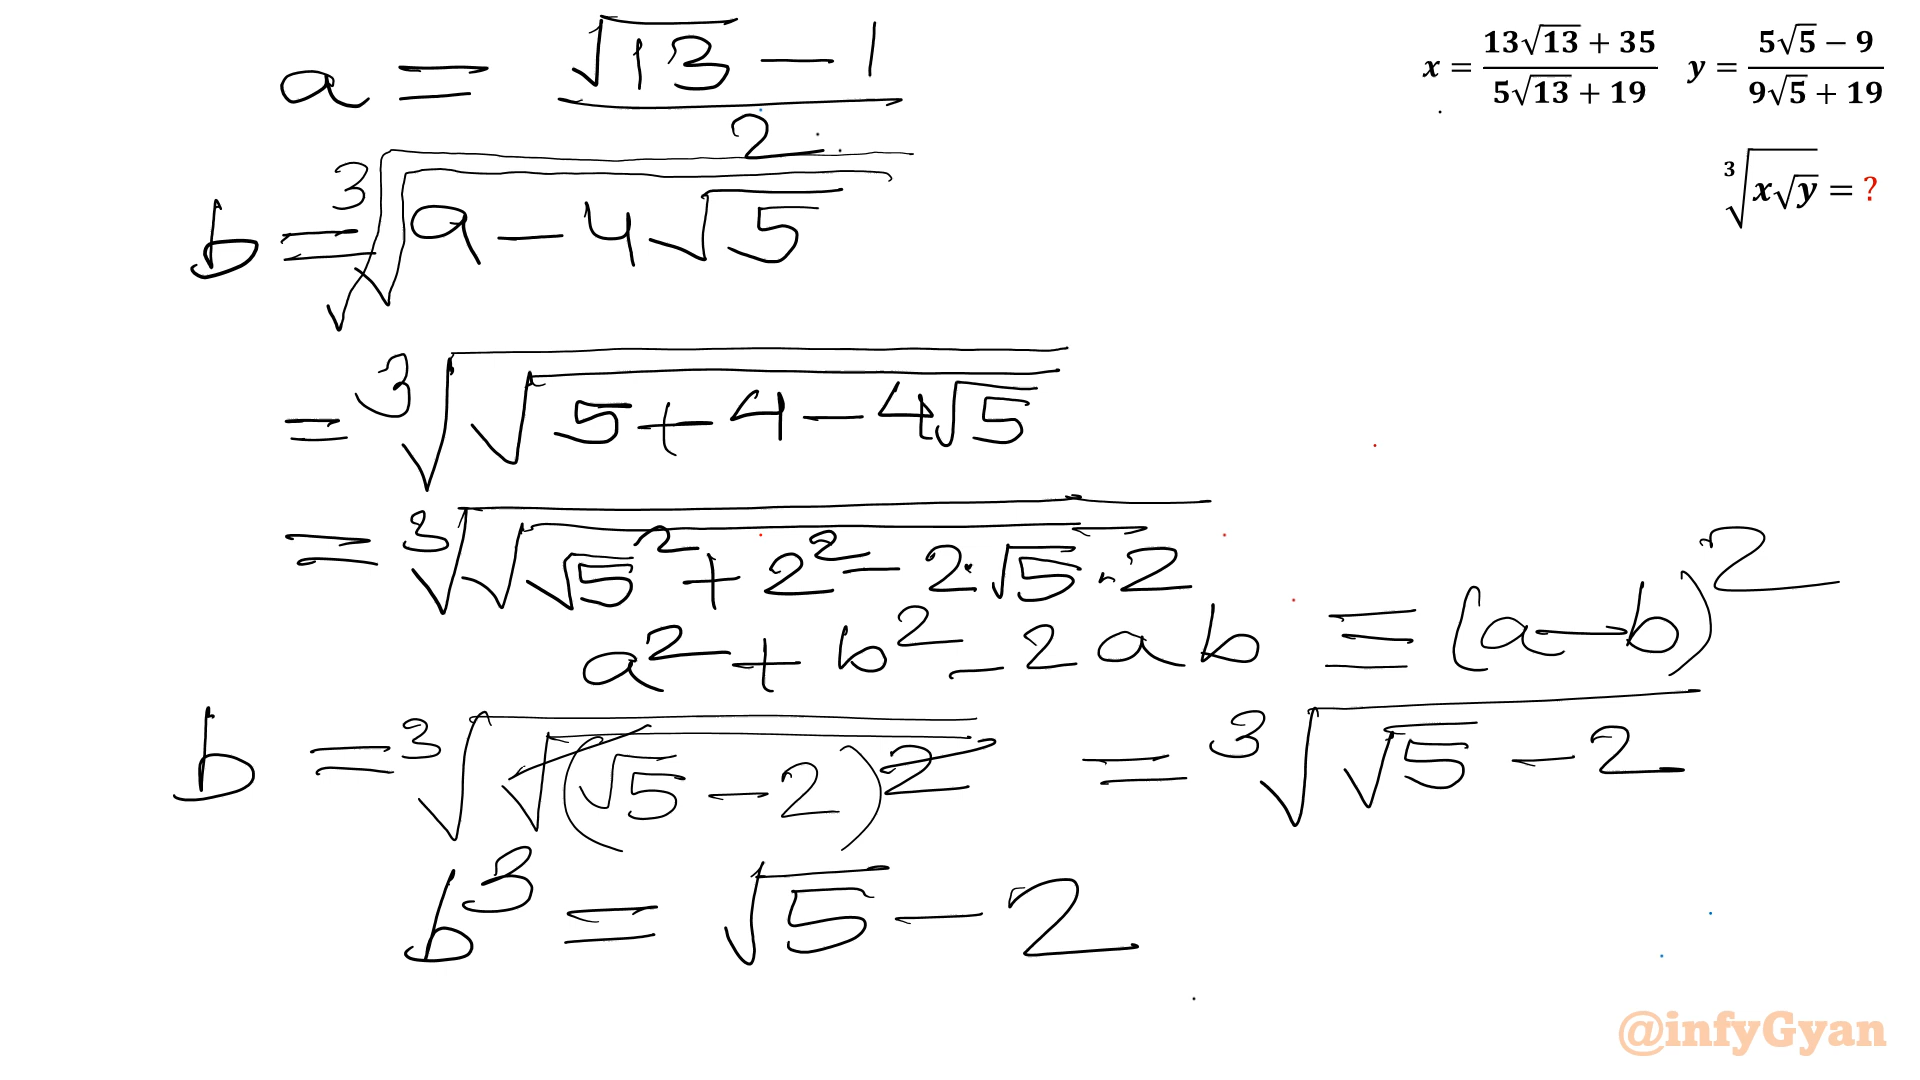 a = (√13 − 1)/2
x = (13√13 + 35)/(5√13 + 19) y = (5√5 − 9)/(9√5 + 19)
∛(x√y) = ?
b = ∛√(9 − 4√5)
= ∛√(5 + 4 − 4√5)
= ∛√(√5² + 2² − 2·√5·2)
a² + b² − 2ab ≡ (a − b)²
b = ∛√(√5 − 2)² = ∛(√5 − 2)
b³ = √5 − 2
@infyGyan